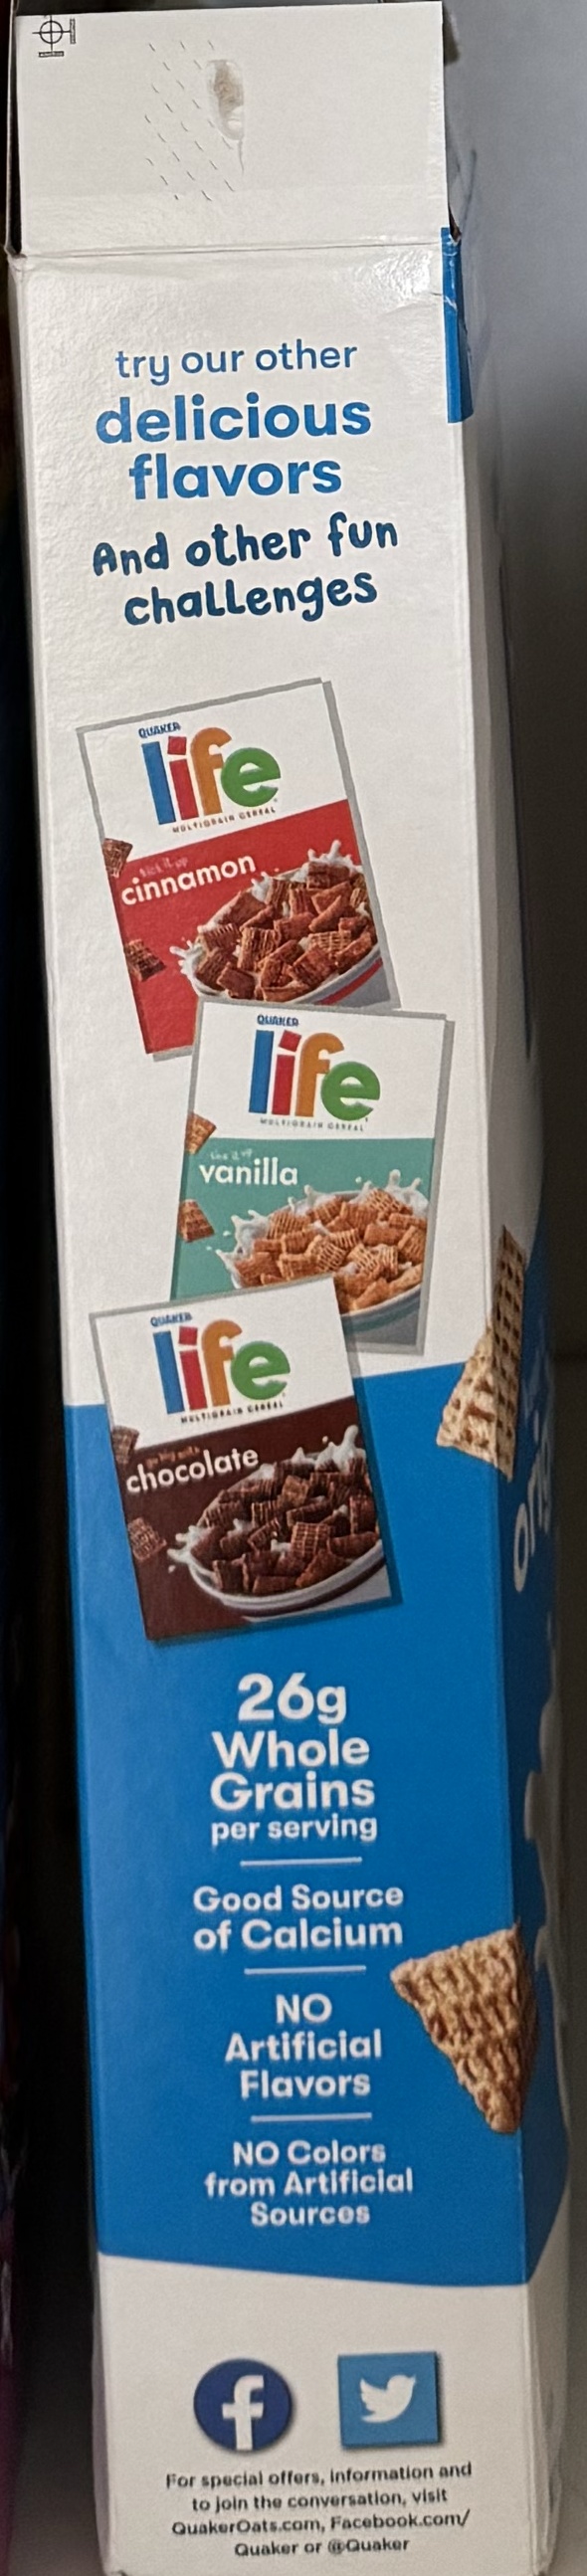 try our other
delicious
flavors
And other fun
challenges
QUAKER
life
MULTIGRAIN CEREAL
cinnamon
QUAKER
life
MULTIGRAIN CEREAL
vanilla
QUAKER
life
MULTIGRAIN CEREAL
chocolate
26g
Whole
Grains
per serving
Good Source
of Calcium
NO
Artificial
Flavors
NO Colors
from Artificial
Sources
For special offers, information and
to join the conversation, visit
QuakerOats.com, Facebook.com/
Quaker or @Quaker